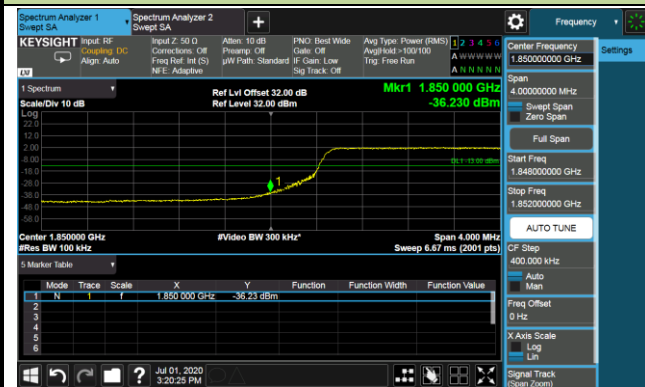 Spectrum Analyzer 1
Swept SA
Spectrum Analyzer 2
Swept SA
Frequency
KEYSIGHT
Input: RF
Coupling: DC
Align: Auto
Input Z: 50 Ω
Corrections: Off
Freq Ref: Int (S)
NFE: Adaptive
Atten: 10 dB
Preamp: Off
µW Path: Standard
PNO: Best Wide
Gate: Off
IF Gain: Low
Sig Track: Off
Avg Type: Power (RMS)
Avg|Hold:>100/100
Trig: Free Run
1 2 3 4 5 6
A W W W W W
A N N N N N
LXI
1 Spectrum
Scale/Div 10 dB
Ref Lvl Offset 32.00 dB
Ref Level 32.00 dBm
Mkr1 1.850 000 GHz
-36.230 dBm
Log
22.0
12.0
2.00
-8.00
-18.0
-28.0
-38.0
-48.0
-58.0
DL1 -13.00 dBm
1
Center 1.850000 GHz
#Res BW 100 kHz
#Video BW 300 kHz*
Span 4.000 MHz
Sweep 6.67 ms (2001 pts)
5 Marker Table
Mode Trace Scale X Y Function Function Width Function Value
1 N 1 f 1.850 000 GHz -36.23 dBm
2
3
4
5
6
Jul 01, 2020
3:20:25 PM
Center Frequency
1.850000000 GHz
Settings
Span
4.00000000 MHz
Swept Span
Zero Span
Full Span
Start Freq
1.848000000 GHz
Stop Freq
1.852000000 GHz
AUTO TUNE
CF Step
400.000 kHz
Auto
Man
Freq Offset
0 Hz
X Axis Scale
Log
Lin
Signal Track
(Span Zoom)